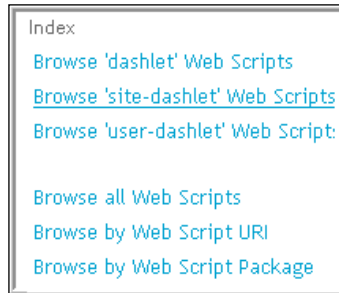 Index
Browse 'dashlet' Web Scripts
Browse 'site-dashlet' Web Scripts
Browse 'user-dashlet' Web Script
Browse all Web Scripts
Browse by Web Script URI
Browse by Web Script Package